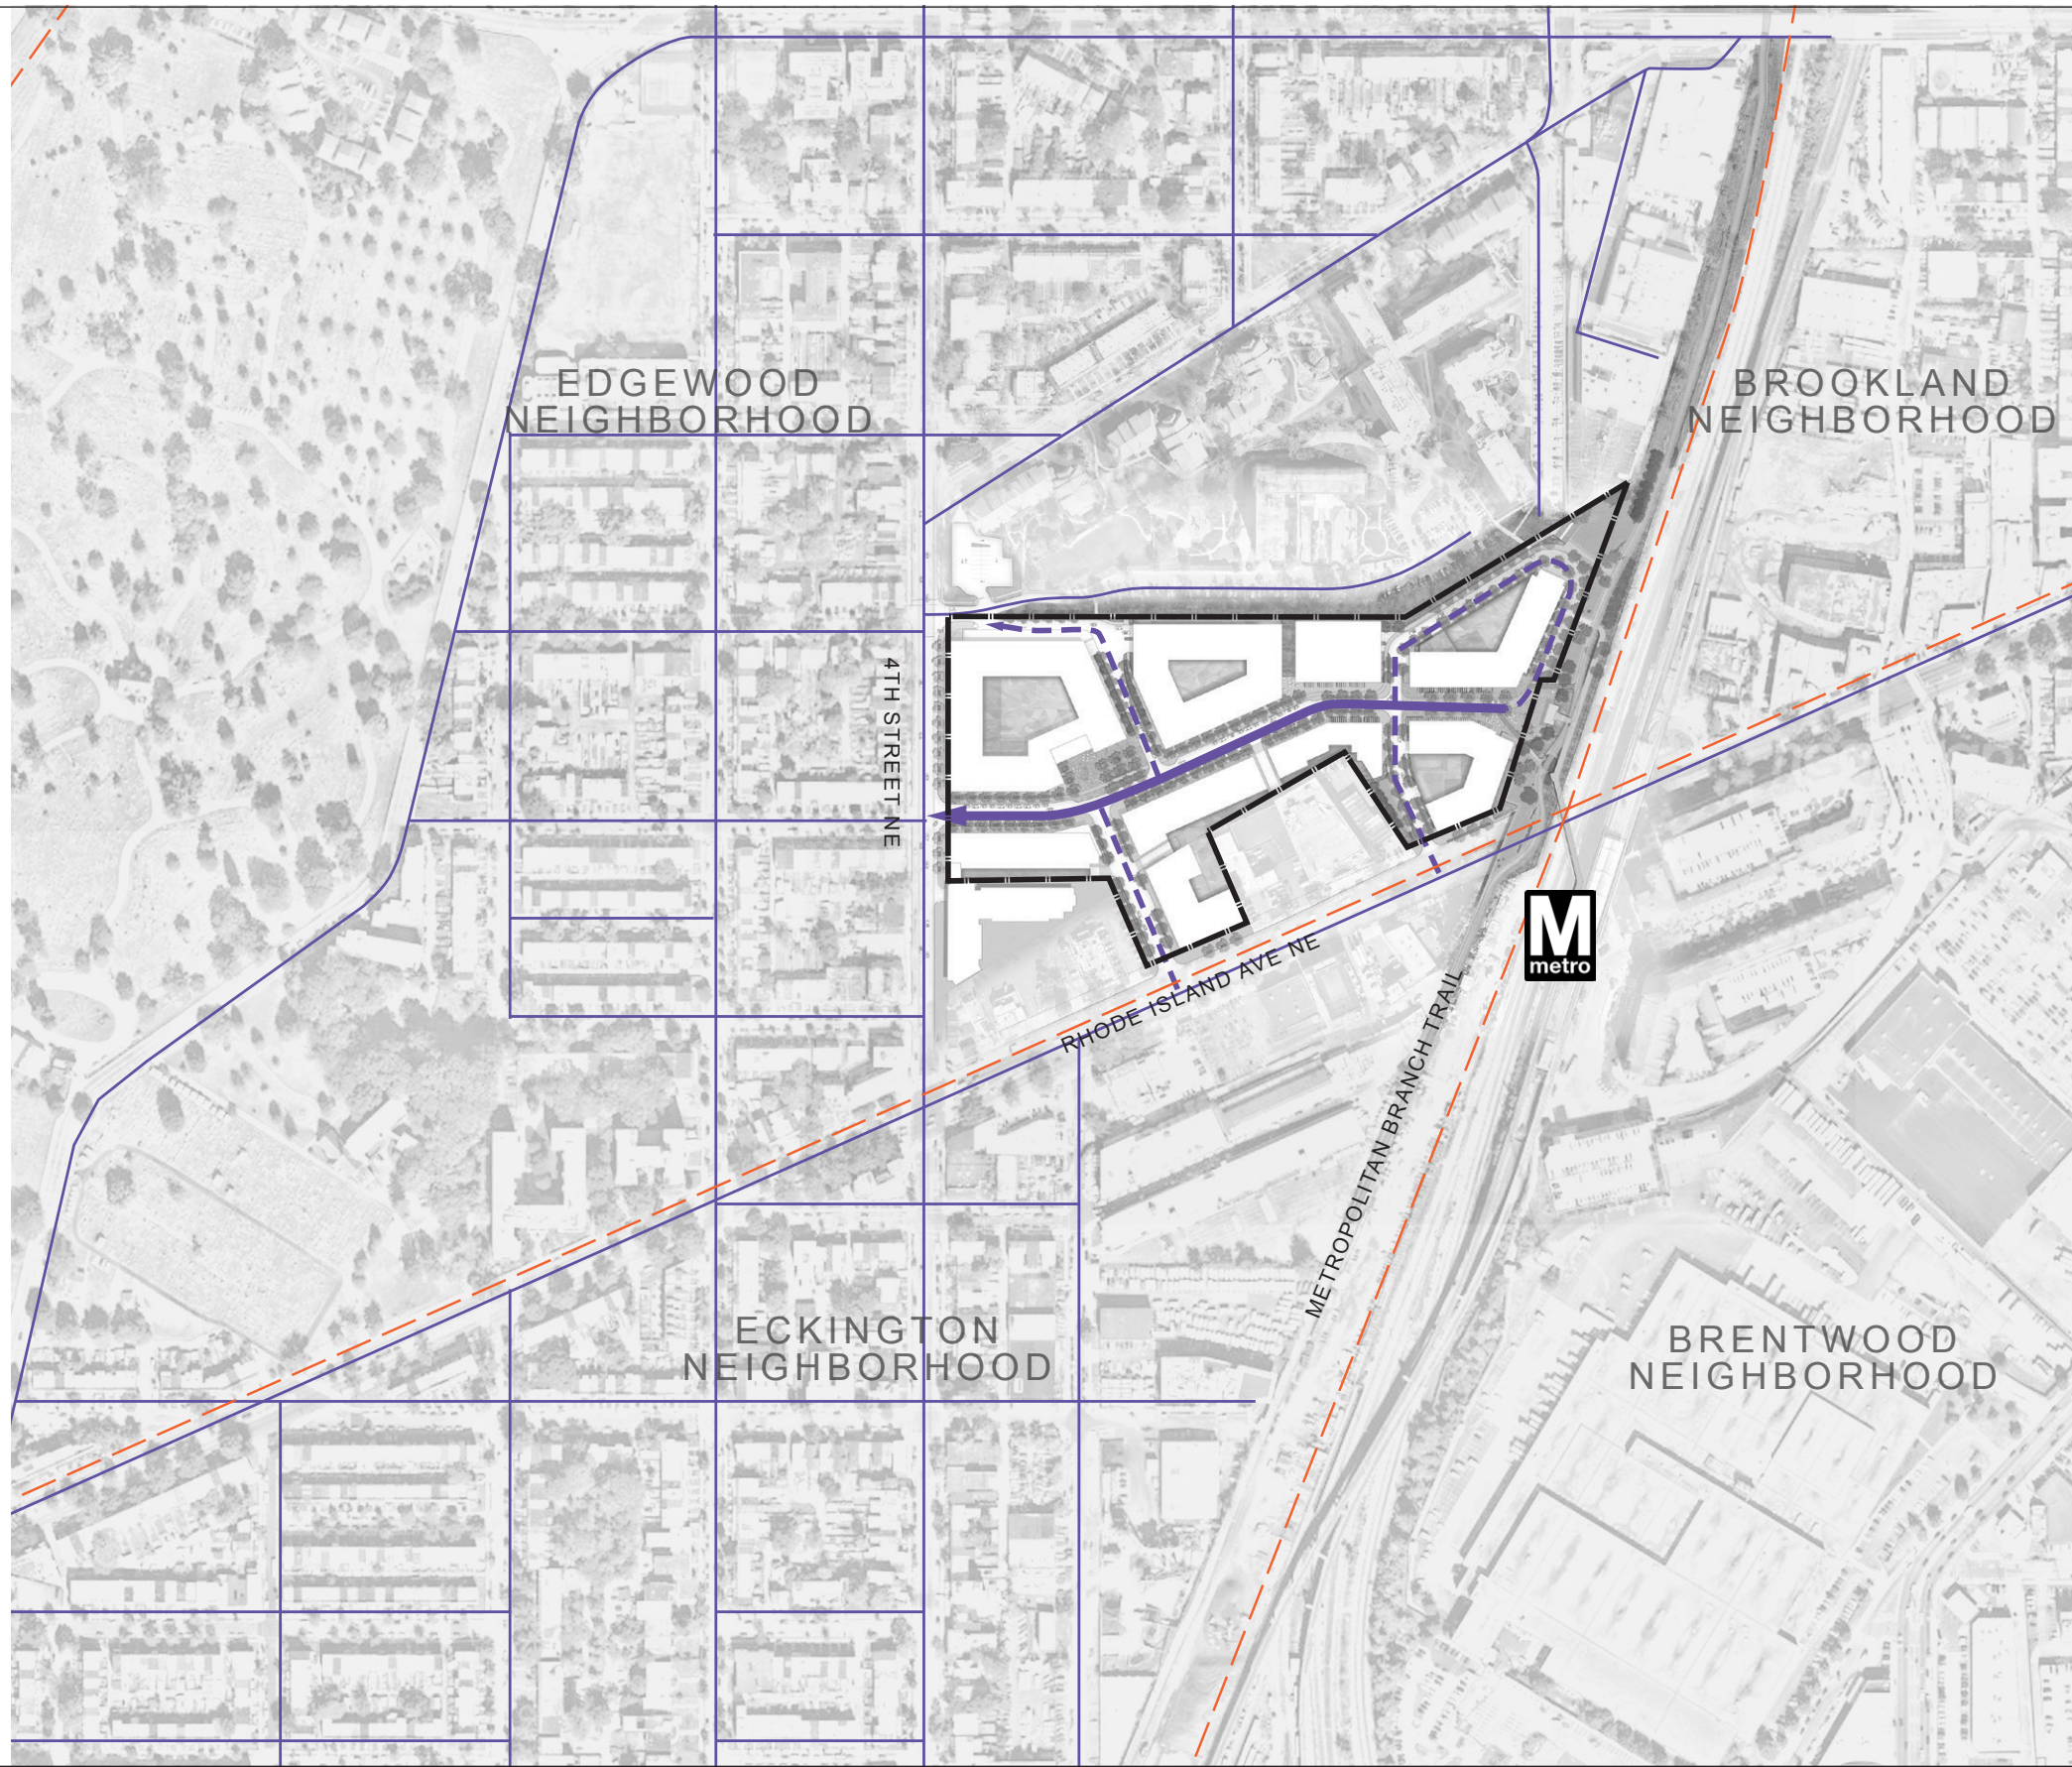 EDGEWOOD
NEIGHBORHOOD
BROOKLAND
NEIGHBORHOOD
4TH STREET NE
M
metro
RHODE ISLAND AVE NE
METROPOLITAN BRANCH TRAIL
ECKINGTON
NEIGHBORHOOD
BRENTWOOD
NEIGHBORHOOD